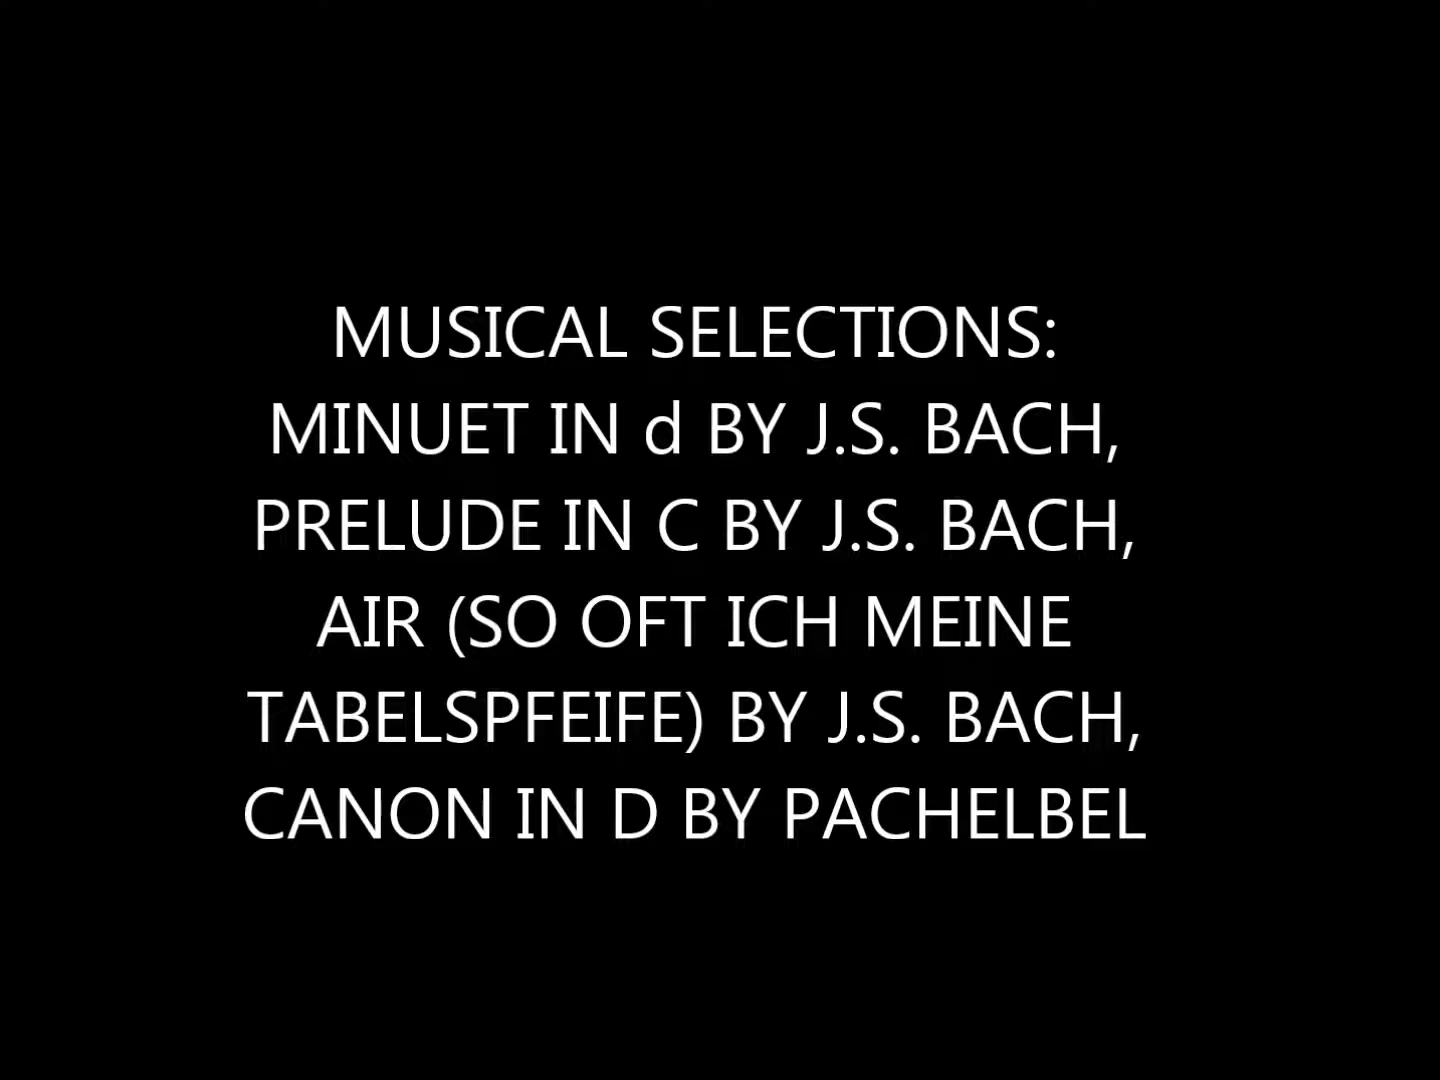 MUSICAL SELECTIONS:
MINUET IN d BY J.S. BACH,
PRELUDE IN C BY J.S. BACH,
AIR (SO OFT ICH MEINE
TABELSPFEIFE) BY J.S. BACH,
CANON IN D BY PACHELBEL